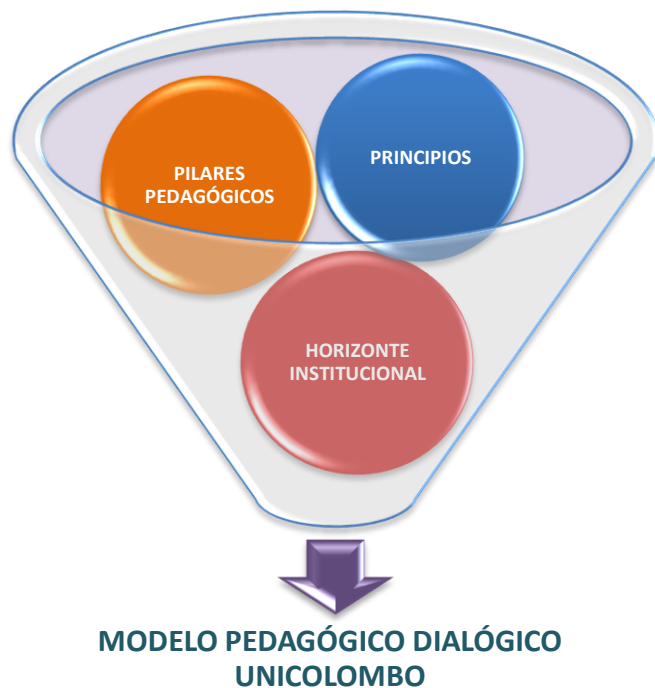 PILARES
PEDAGÓGICOS
PRINCIPIOS
HORIZONTE
INSTITUCIONAL
MODELO PEDAGÓGICO DIALÓGICO
UNICOLOMBO